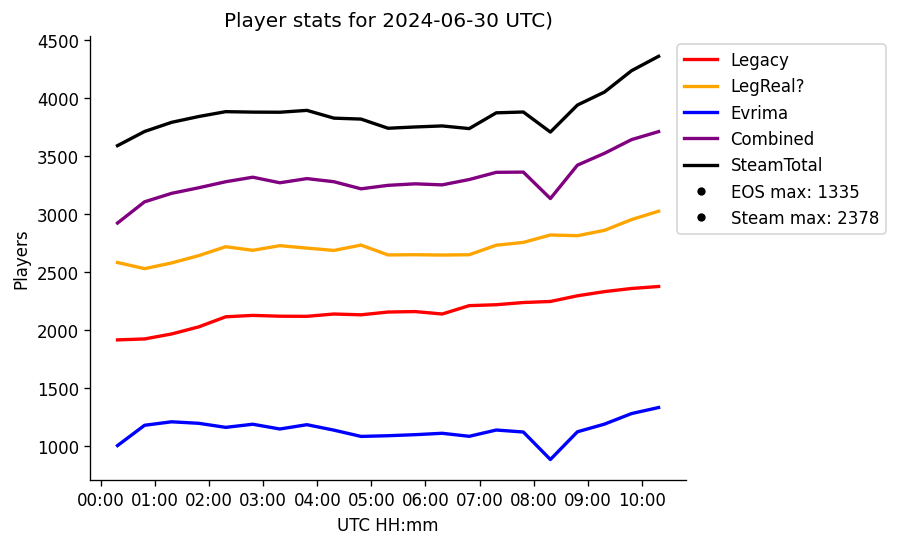 Player stats for 2024-06-30 UTC)
4500
4000
3500
3000
2500
2000
1500
1000
Players
00:00 01:00 02:00 03:00 04:00 05:00 06:00 07:00 08:00 09:00 10:00
UTC HH:mm
Legacy
LegReal?
Evrima
Combined
SteamTotal
EOS max: 1335
Steam max: 2378